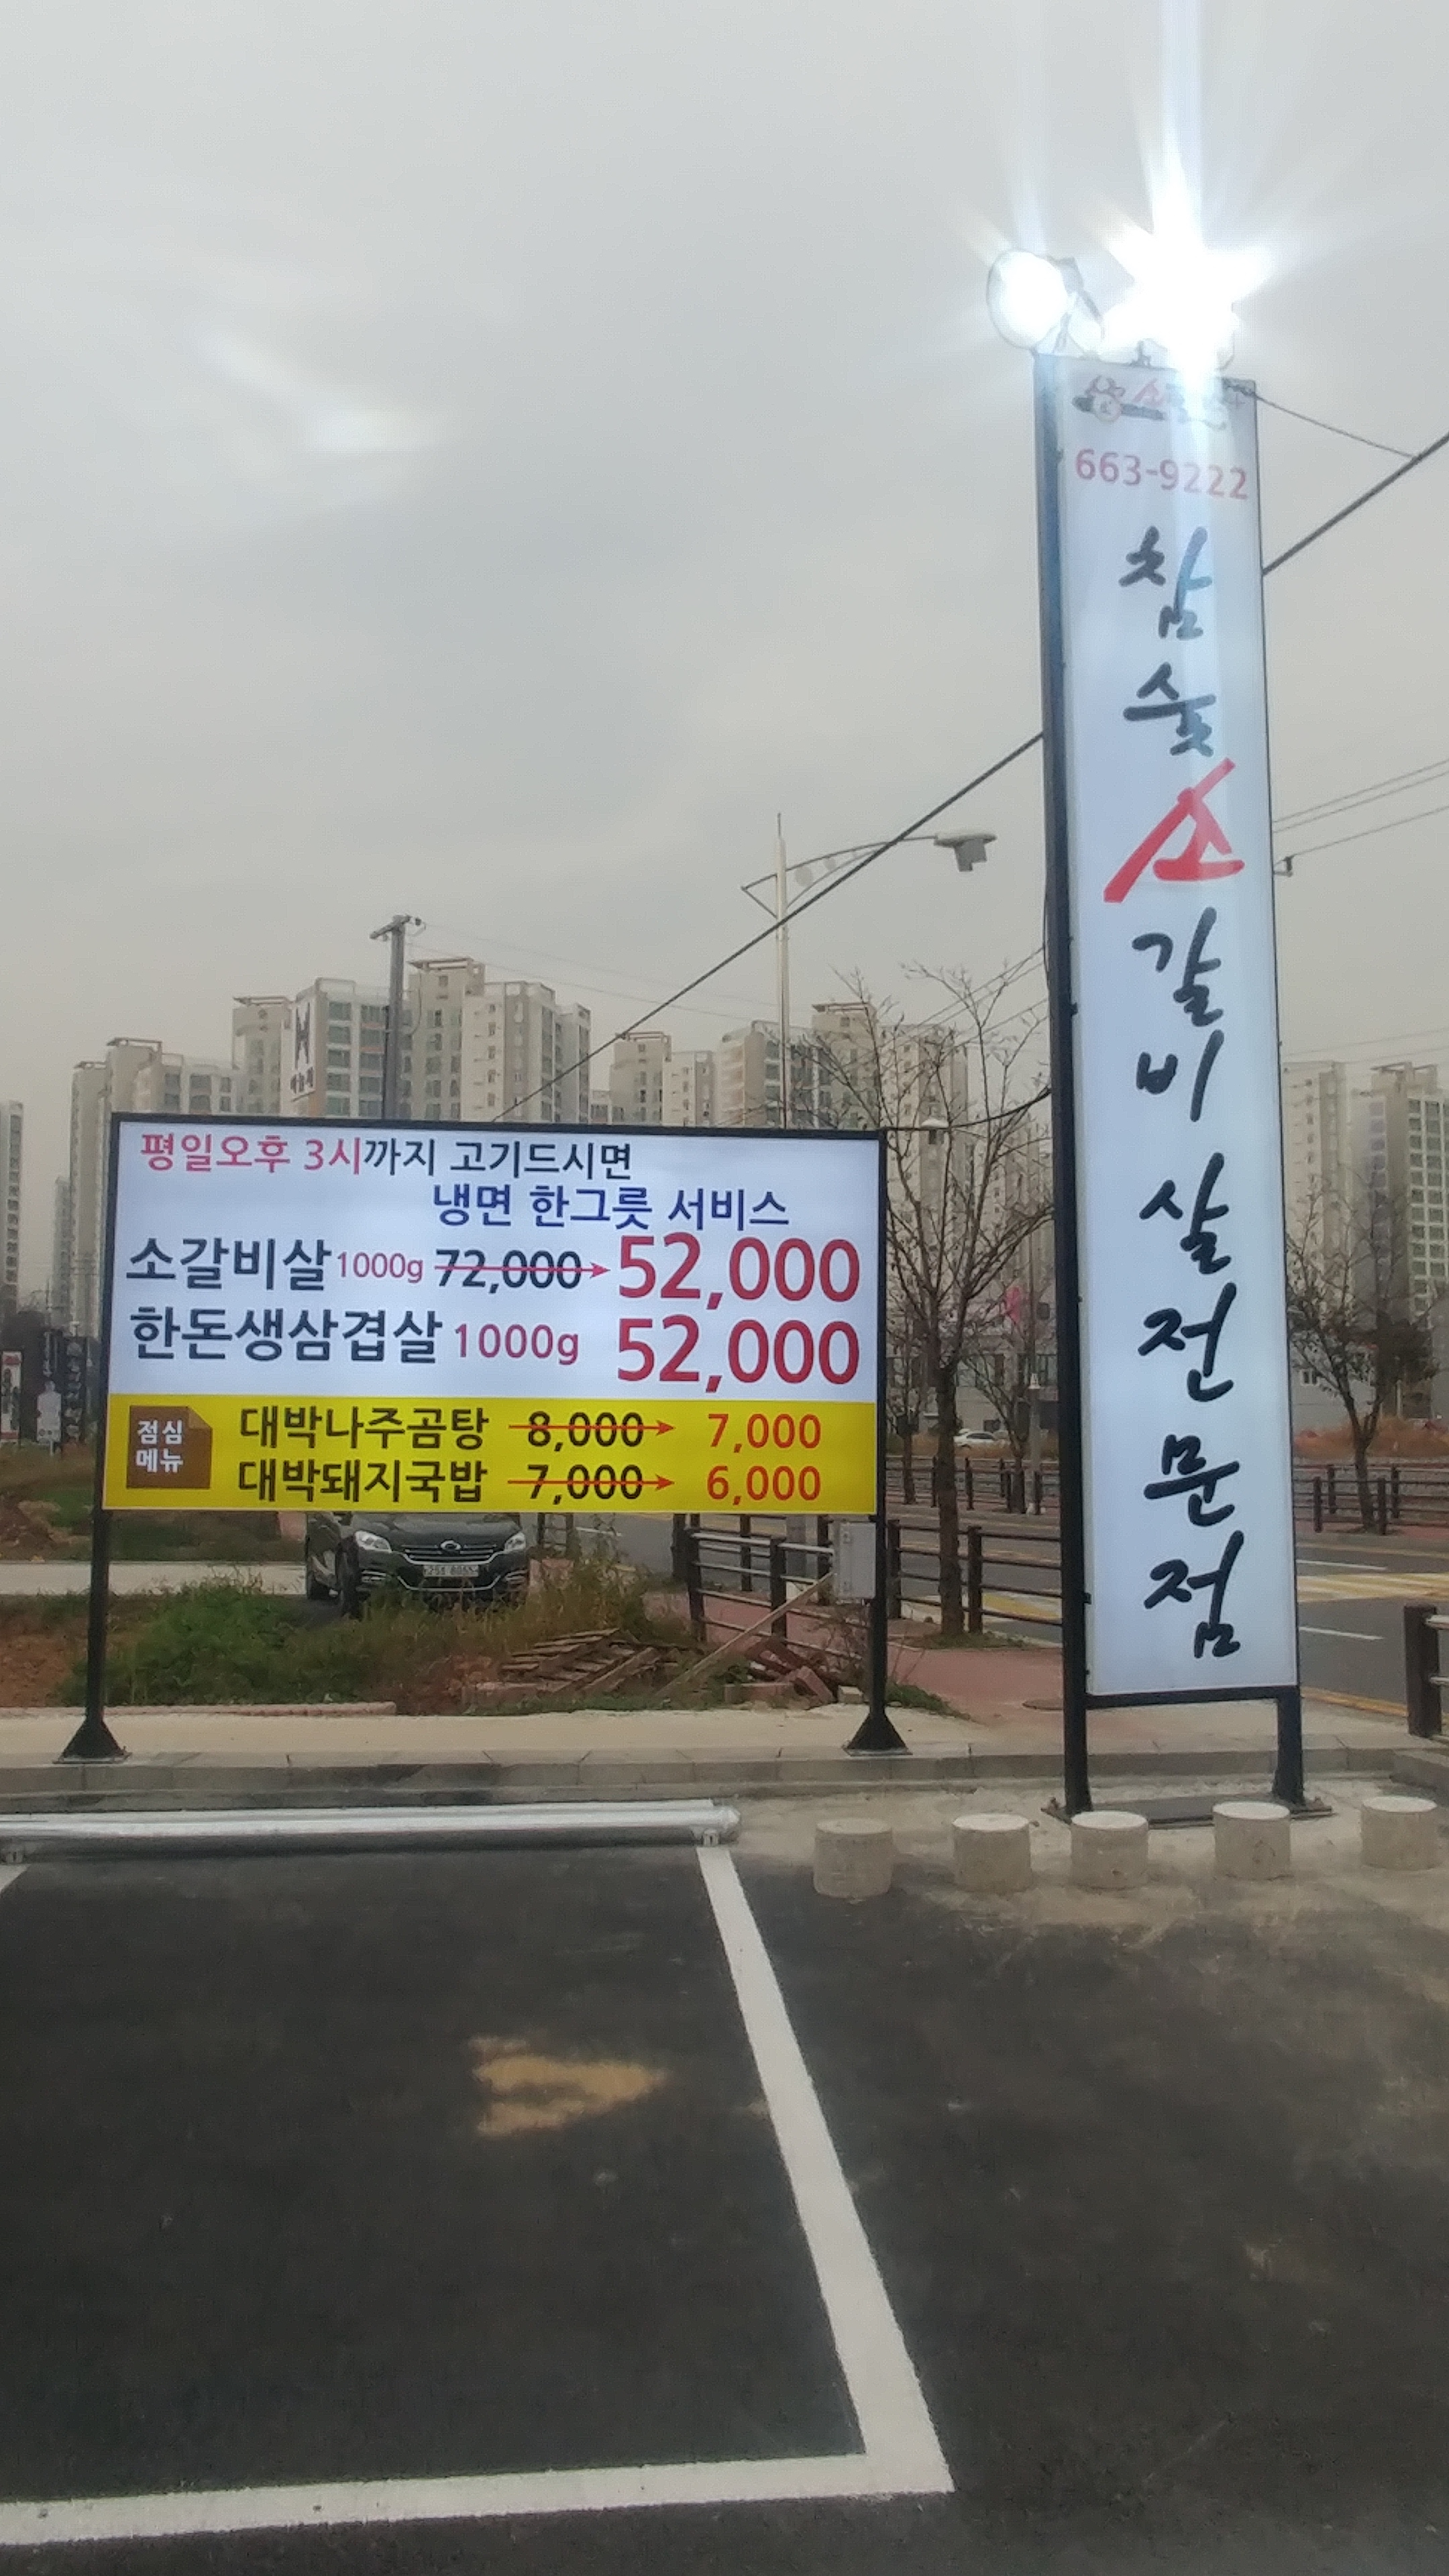 평일오후 3시까지 고기드시면
냉면 한그릇 서비스
소갈비살 1000g 72,000 → 52,000
한돈생삼겹살 1000g 52,000
점심
메뉴
대박나주곰탕 8,000 → 7,000
대박돼지국밥 7,000 → 6,000
663-9222
참숯소갈비살전문점